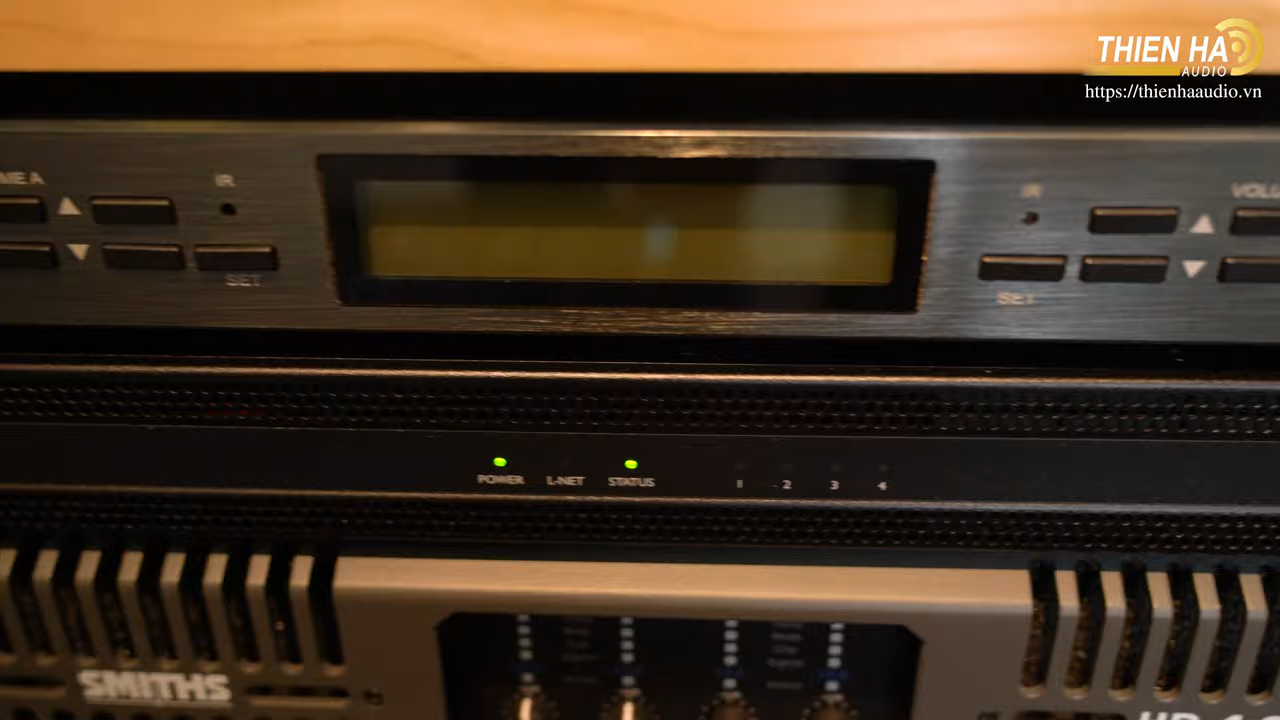 THIEN HA
AUDIO
https://thienhaaudio.vn
IR
IR
SET
SET
POWER
L-NET
STATUS
1
2
3
4
SMITHS